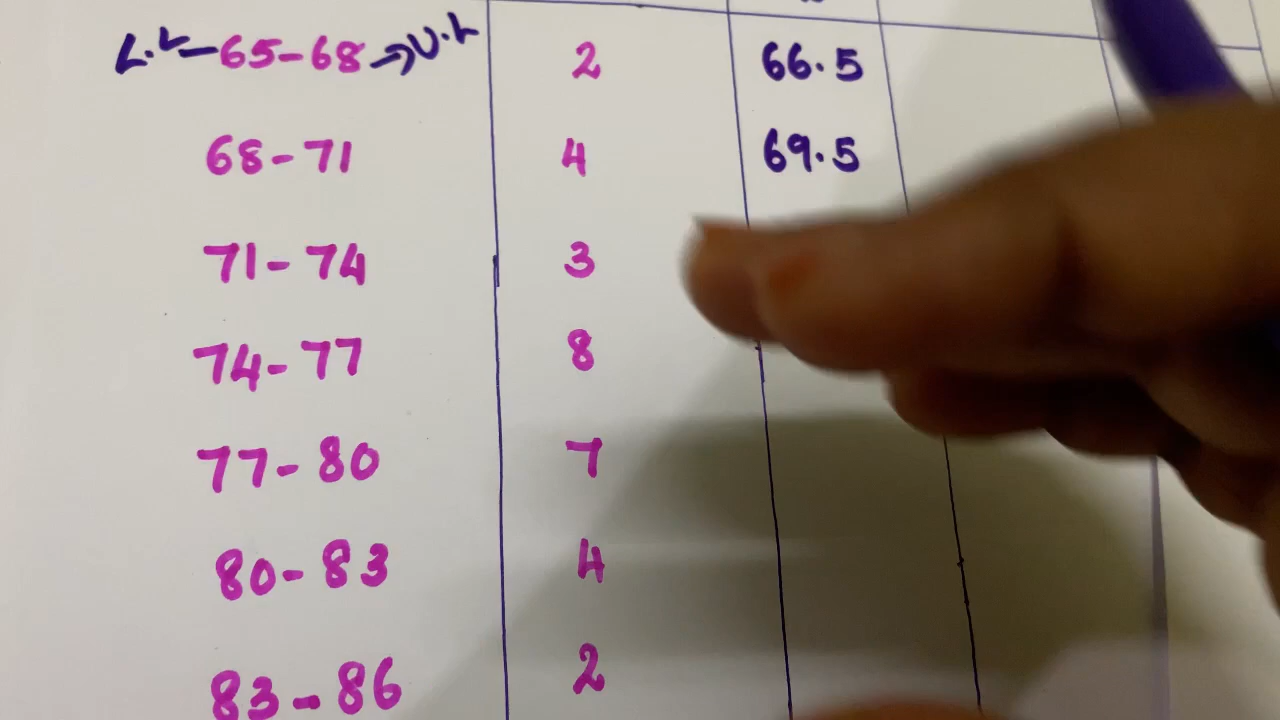 L.L - 65-68 → U.L 2 66.5
68-71 4 69.5
71-74 3
74-77 8
77-80 7
80-83 4
83-86 2